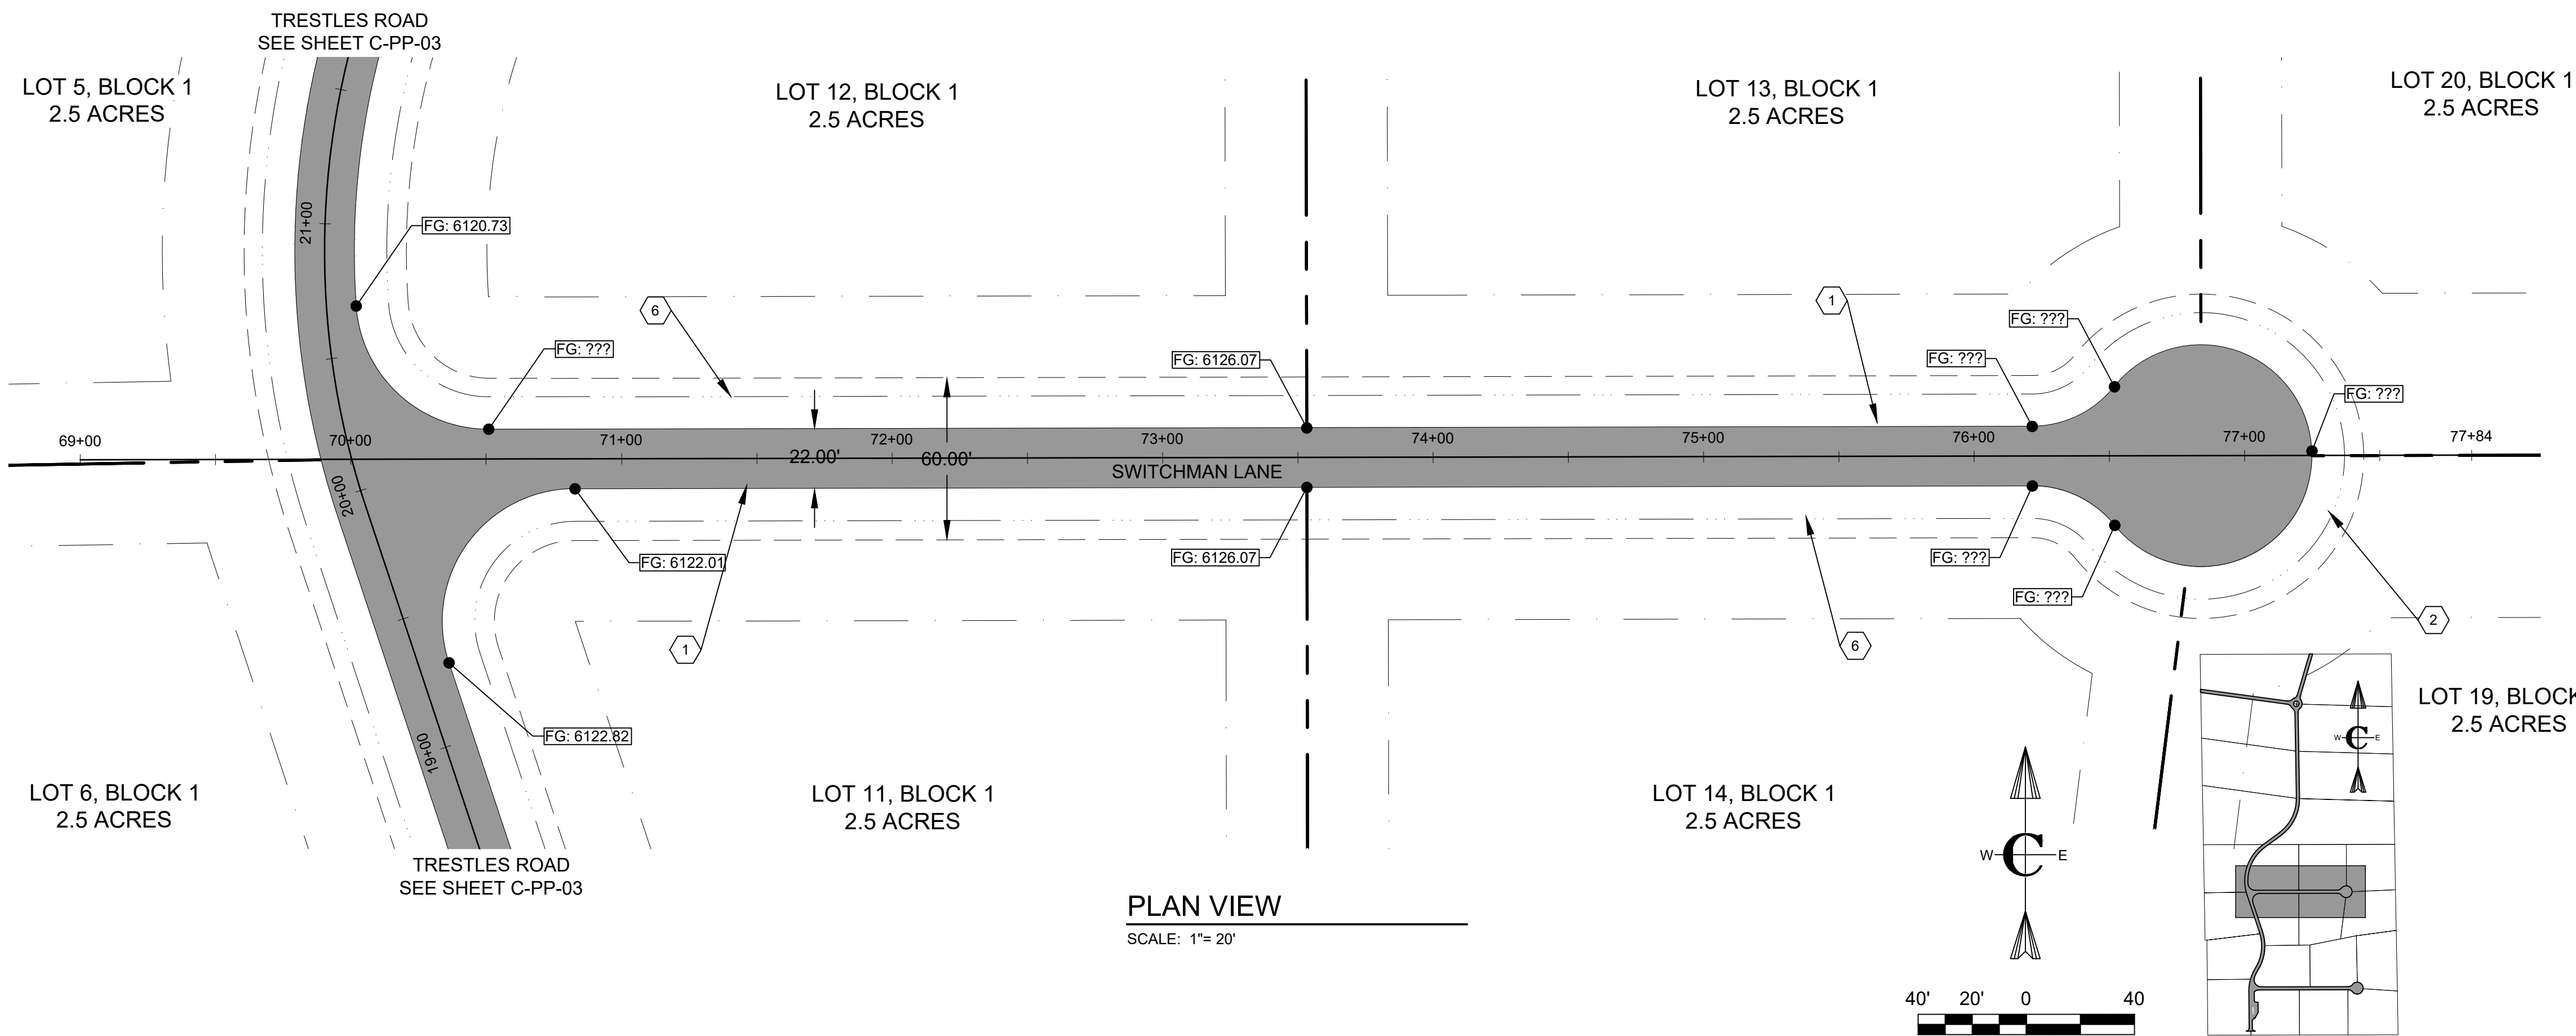 TRESTLES ROAD
SEE SHEET C-PP-03
LOT 5, BLOCK 1
2.5 ACRES
LOT 12, BLOCK 1
2.5 ACRES
LOT 13, BLOCK 1
2.5 ACRES
LOT 20, BLOCK 1
2.5 ACRES
21+00
FG: 6120.73
6
1
FG: ???
FG: ???
FG: 6126.07
FG: ???
FG: ???
69+00
70+00
71+00
72+00
73+00
74+00
75+00
76+00
77+00
77+84
22.00'
60.00'
SWITCHMAN LANE
20+00
FG: 6122.01
FG: 6126.07
FG: ???
FG: ???
1
6
2
19+00
FG: 6122.82
LOT 6, BLOCK 1
2.5 ACRES
LOT 11, BLOCK 1
2.5 ACRES
LOT 14, BLOCK 1
2.5 ACRES
LOT 19, BLOCK
2.5 ACRES
TRESTLES ROAD
SEE SHEET C-PP-03
W C E
W C E
PLAN VIEW
SCALE: 1"= 20'
40' 20' 0 40